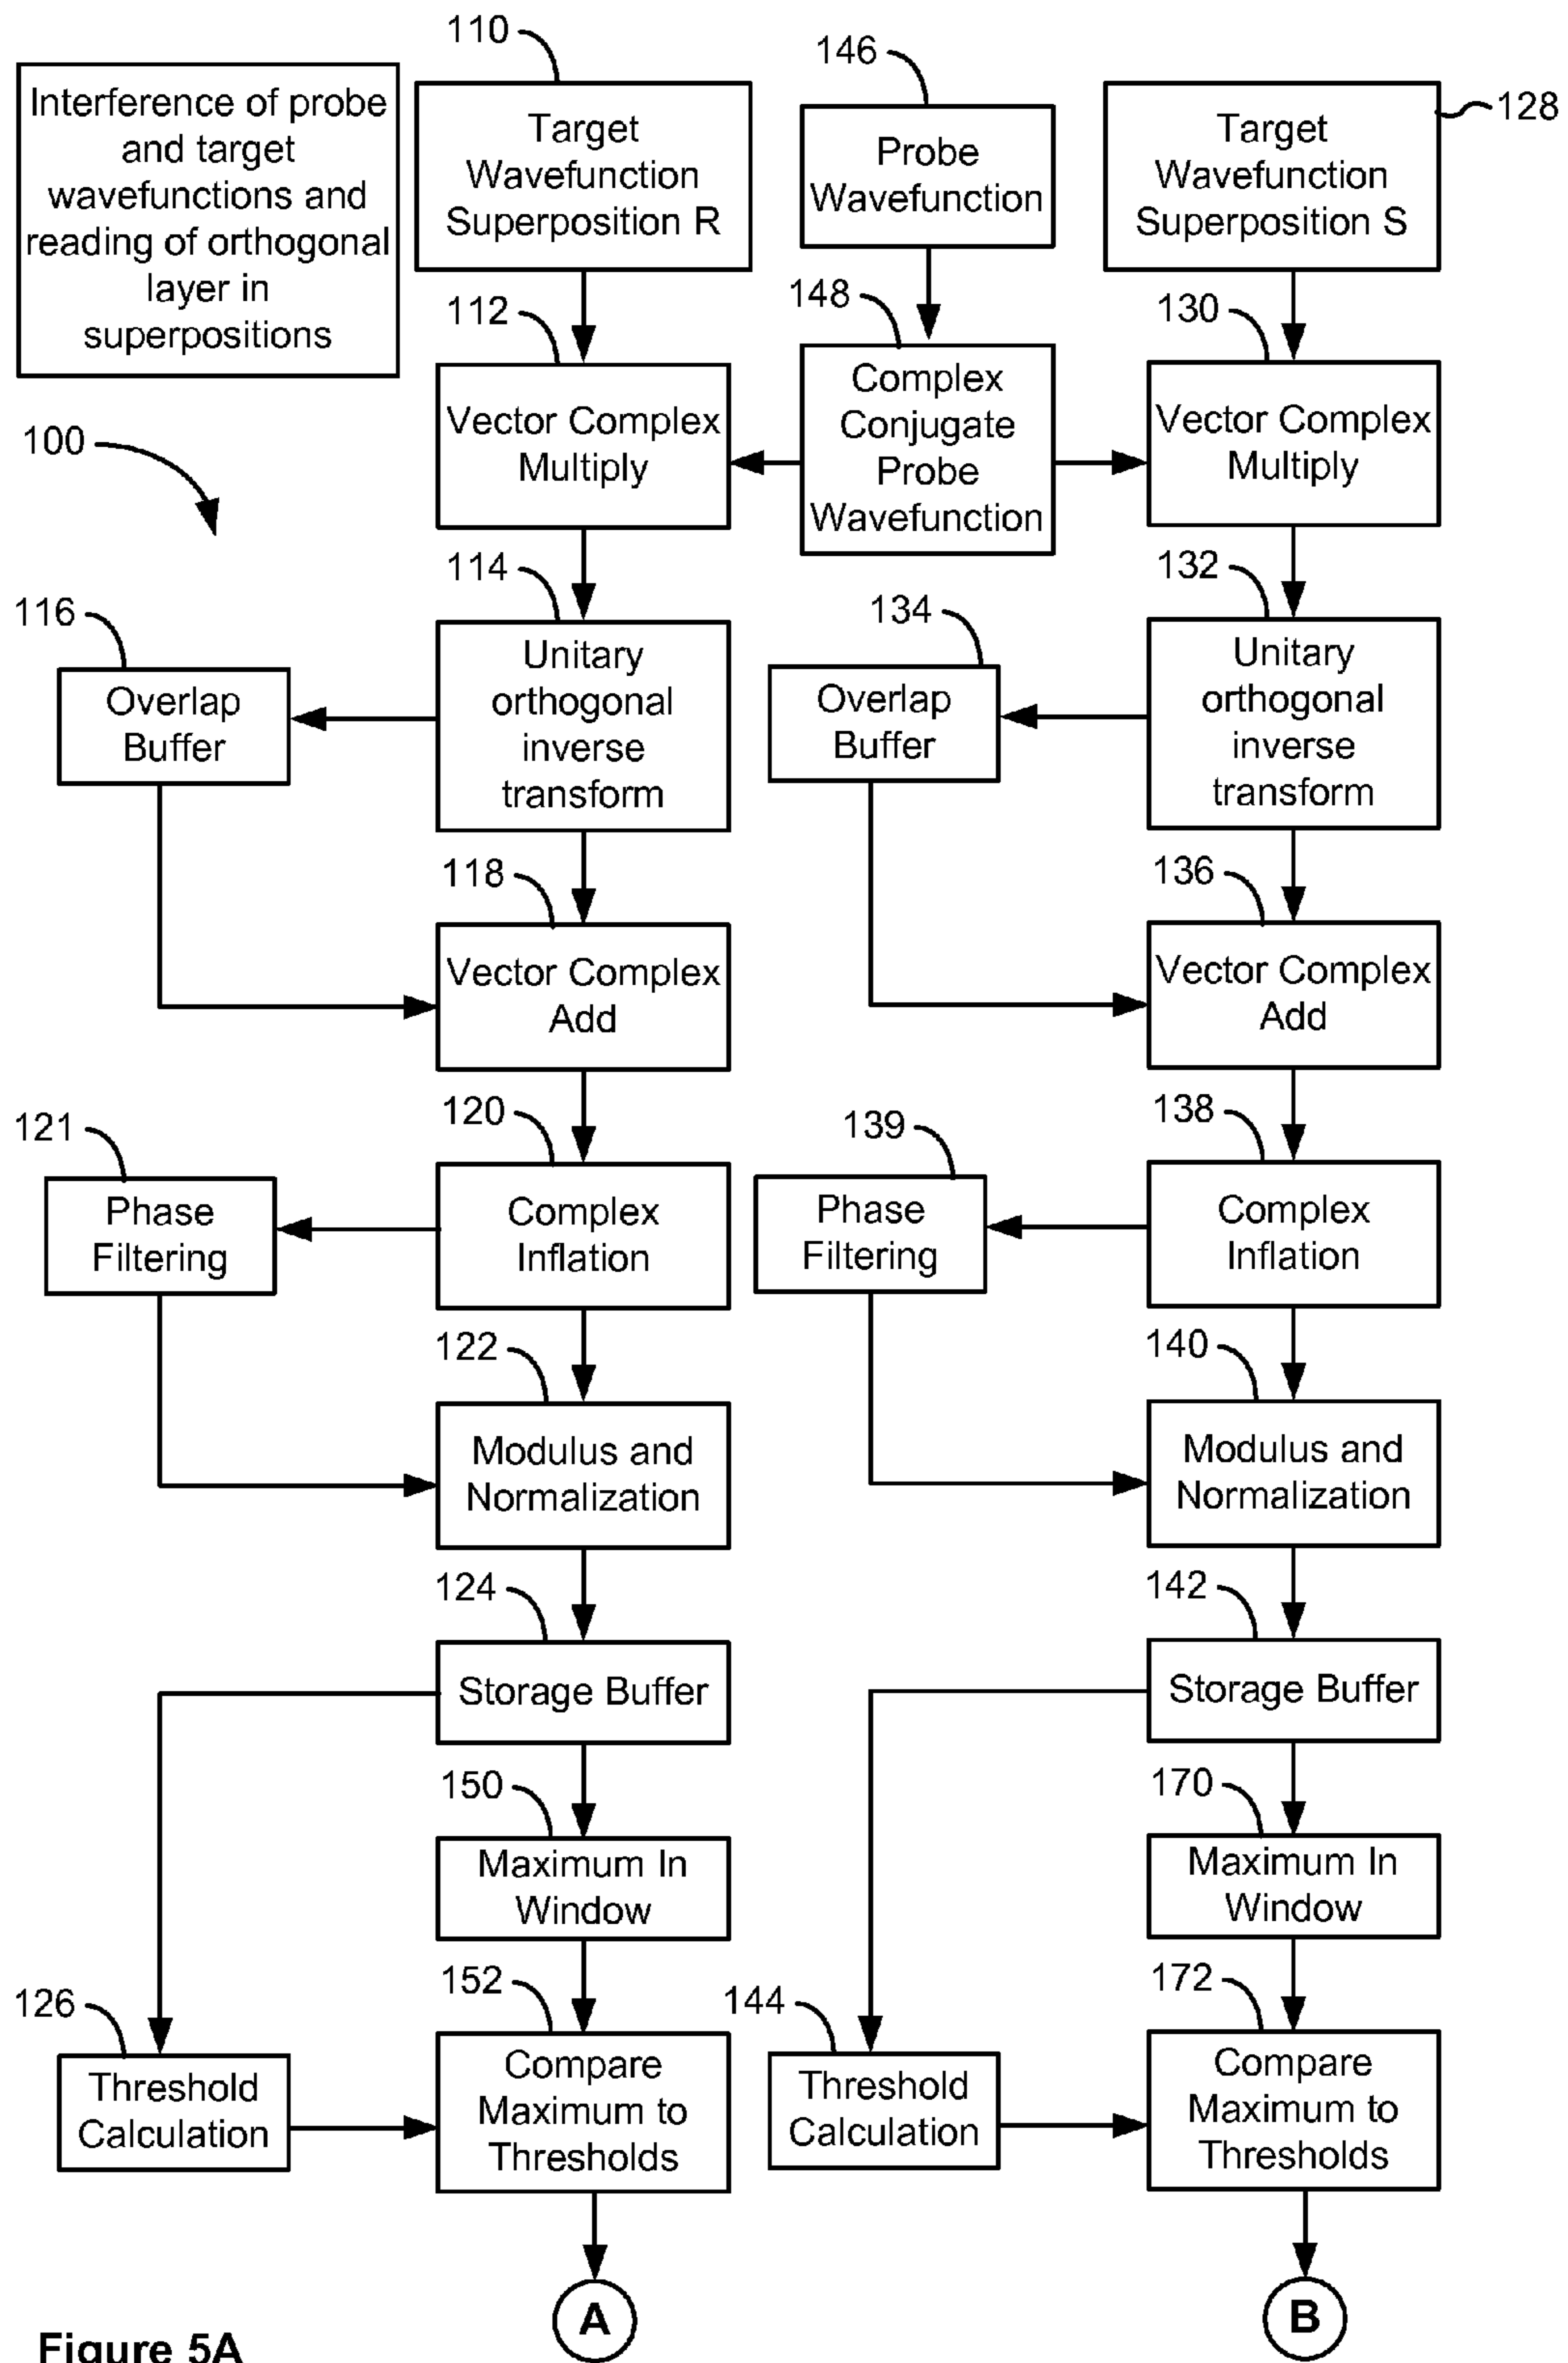 110
146
128
Interference of probe
and target
wavefunctions and
reading of orthogonal
layer in
superpositions
Target
Wavefunction
Superposition R
Probe
Wavefunction
Target
Wavefunction
Superposition S
112
148
130
100
Vector Complex
Multiply
Complex
Conjugate
Probe
Wavefunction
Vector Complex
Multiply
114
132
116
134
Overlap
Buffer
Unitary
orthogonal
inverse
transform
Overlap
Buffer
Unitary
orthogonal
inverse
transform
118
136
Vector Complex
Add
Vector Complex
Add
120
138
121
139
Phase
Filtering
Complex
Inflation
Phase
Filtering
Complex
Inflation
122
140
Modulus and
Normalization
Modulus and
Normalization
124
142
Storage Buffer
Storage Buffer
150
170
Maximum In
Window
Maximum In
Window
152
172
126
144
Threshold
Calculation
Compare
Maximum to
Thresholds
Threshold
Calculation
Compare
Maximum to
Thresholds
A
B
Figure 5A